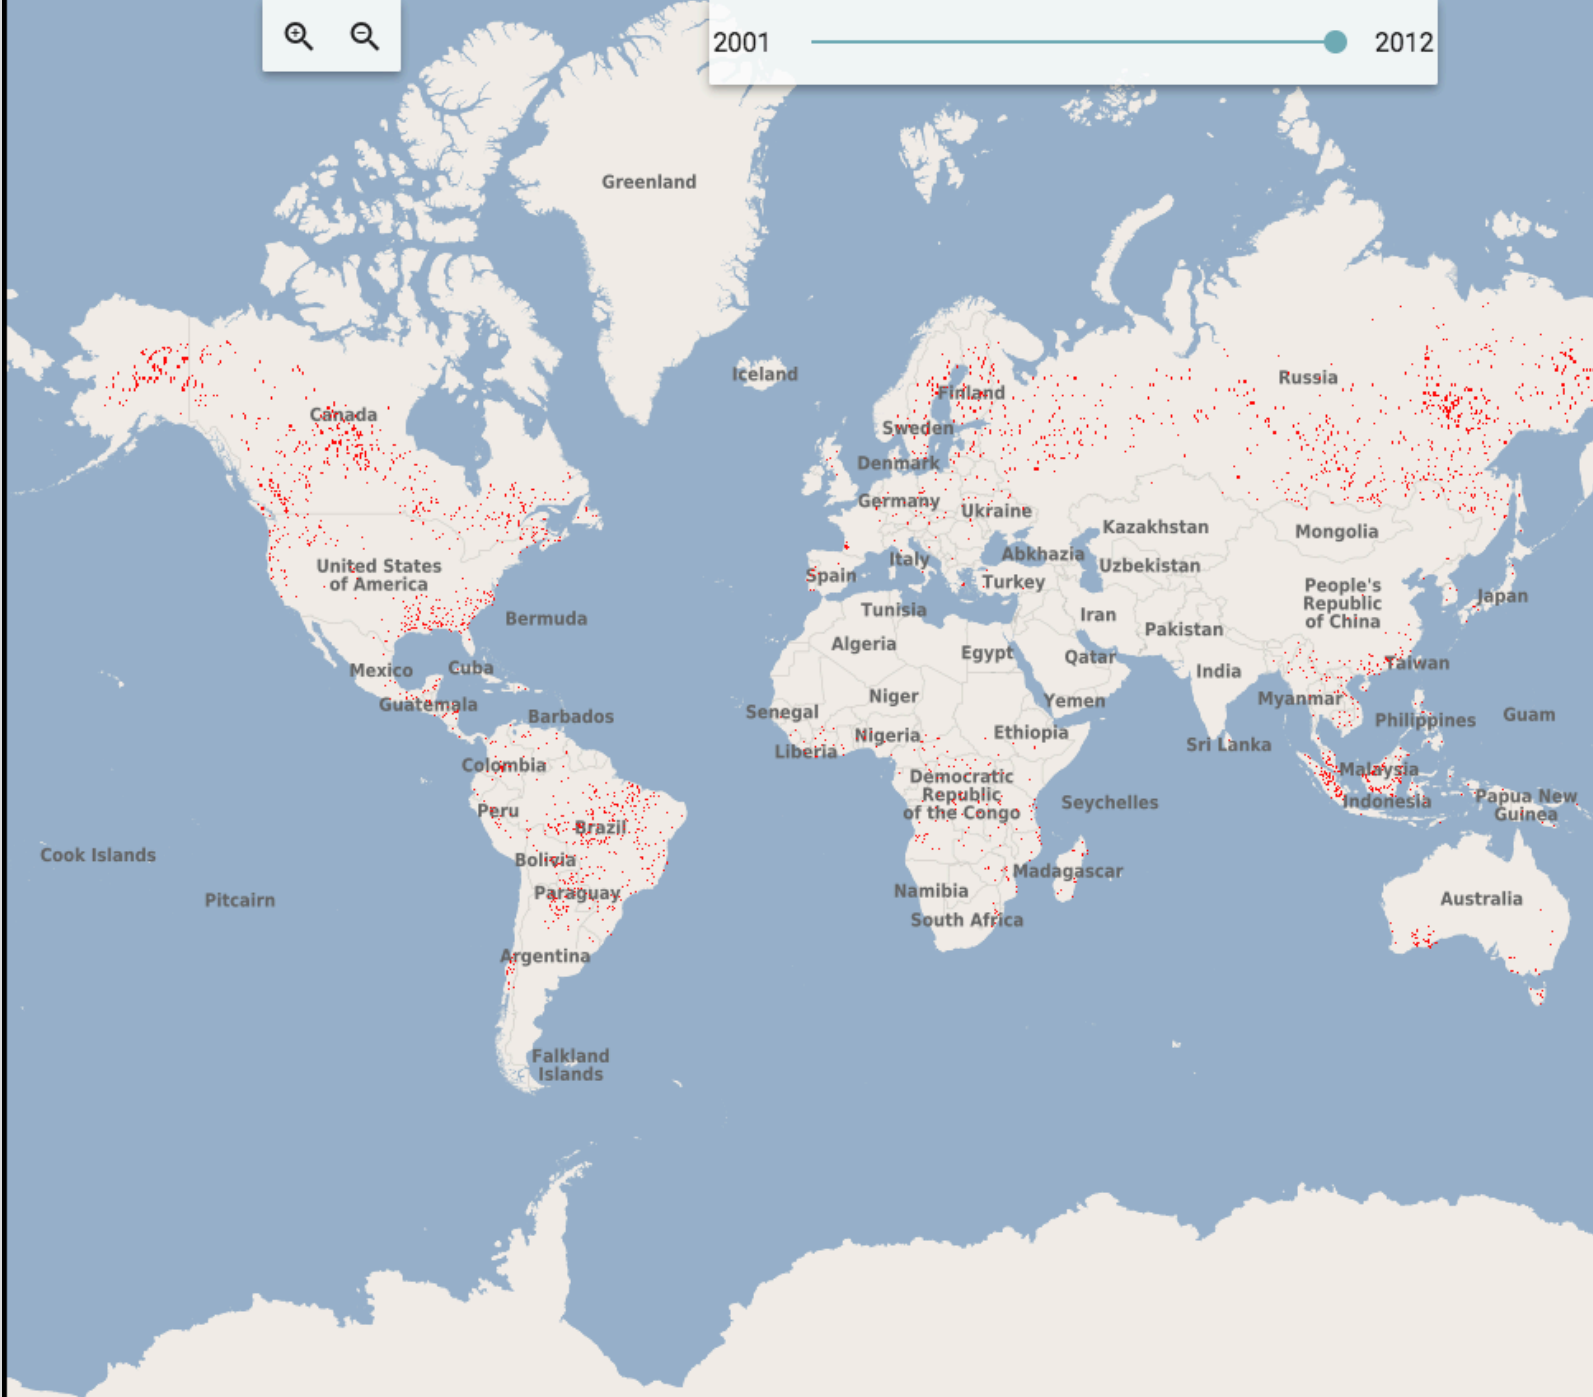 2001
2012
Greenland
Iceland
Russia
Finland
Canada
Sweden
Denmark
Germany
Ukraine
Kazakhstan
Mongolia
Abkhazia
Italy
Uzbekistan
United States
of America
Spain
Turkey
People's
Republic
of China
Japan
Bermuda
Tunisia
Iran
Pakistan
Algeria
Egypt
Qatar
Taiwan
Mexico
Cuba
India
Niger
Myanmar
Yemen
Guatemala
Senegal
Barbados
Guam
Philippines
Nigeria
Ethiopia
Sri Lanka
Liberia
Colombia
Malaysia
Democratic
Republic
of the Congo
Seychelles
Indonesia
Papua New
Guinea
Peru
Brazil
Cook Islands
Bolivia
Madagascar
Pitcairn
Paraguay
Namibia
Australia
South Africa
Argentina
Falkland
Islands